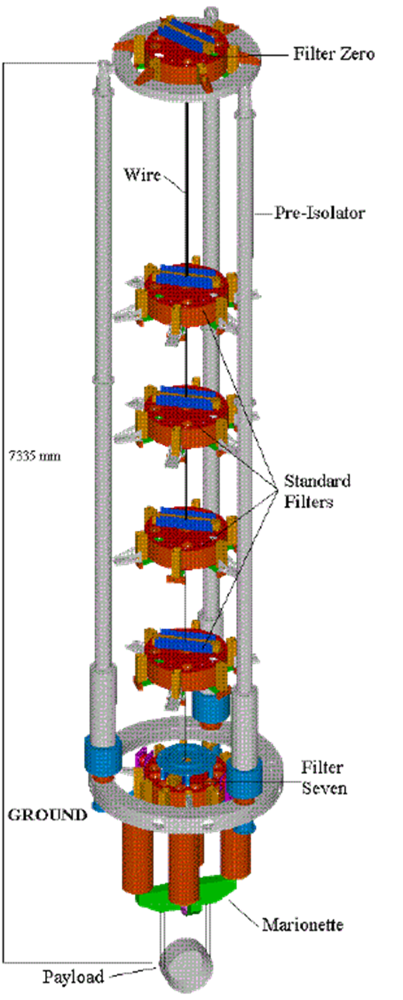 Filter Zero
Wire
Pre-Isolator
7335 mm
Standard
Filters
Filter
Seven
GROUND
Marionette
Payload